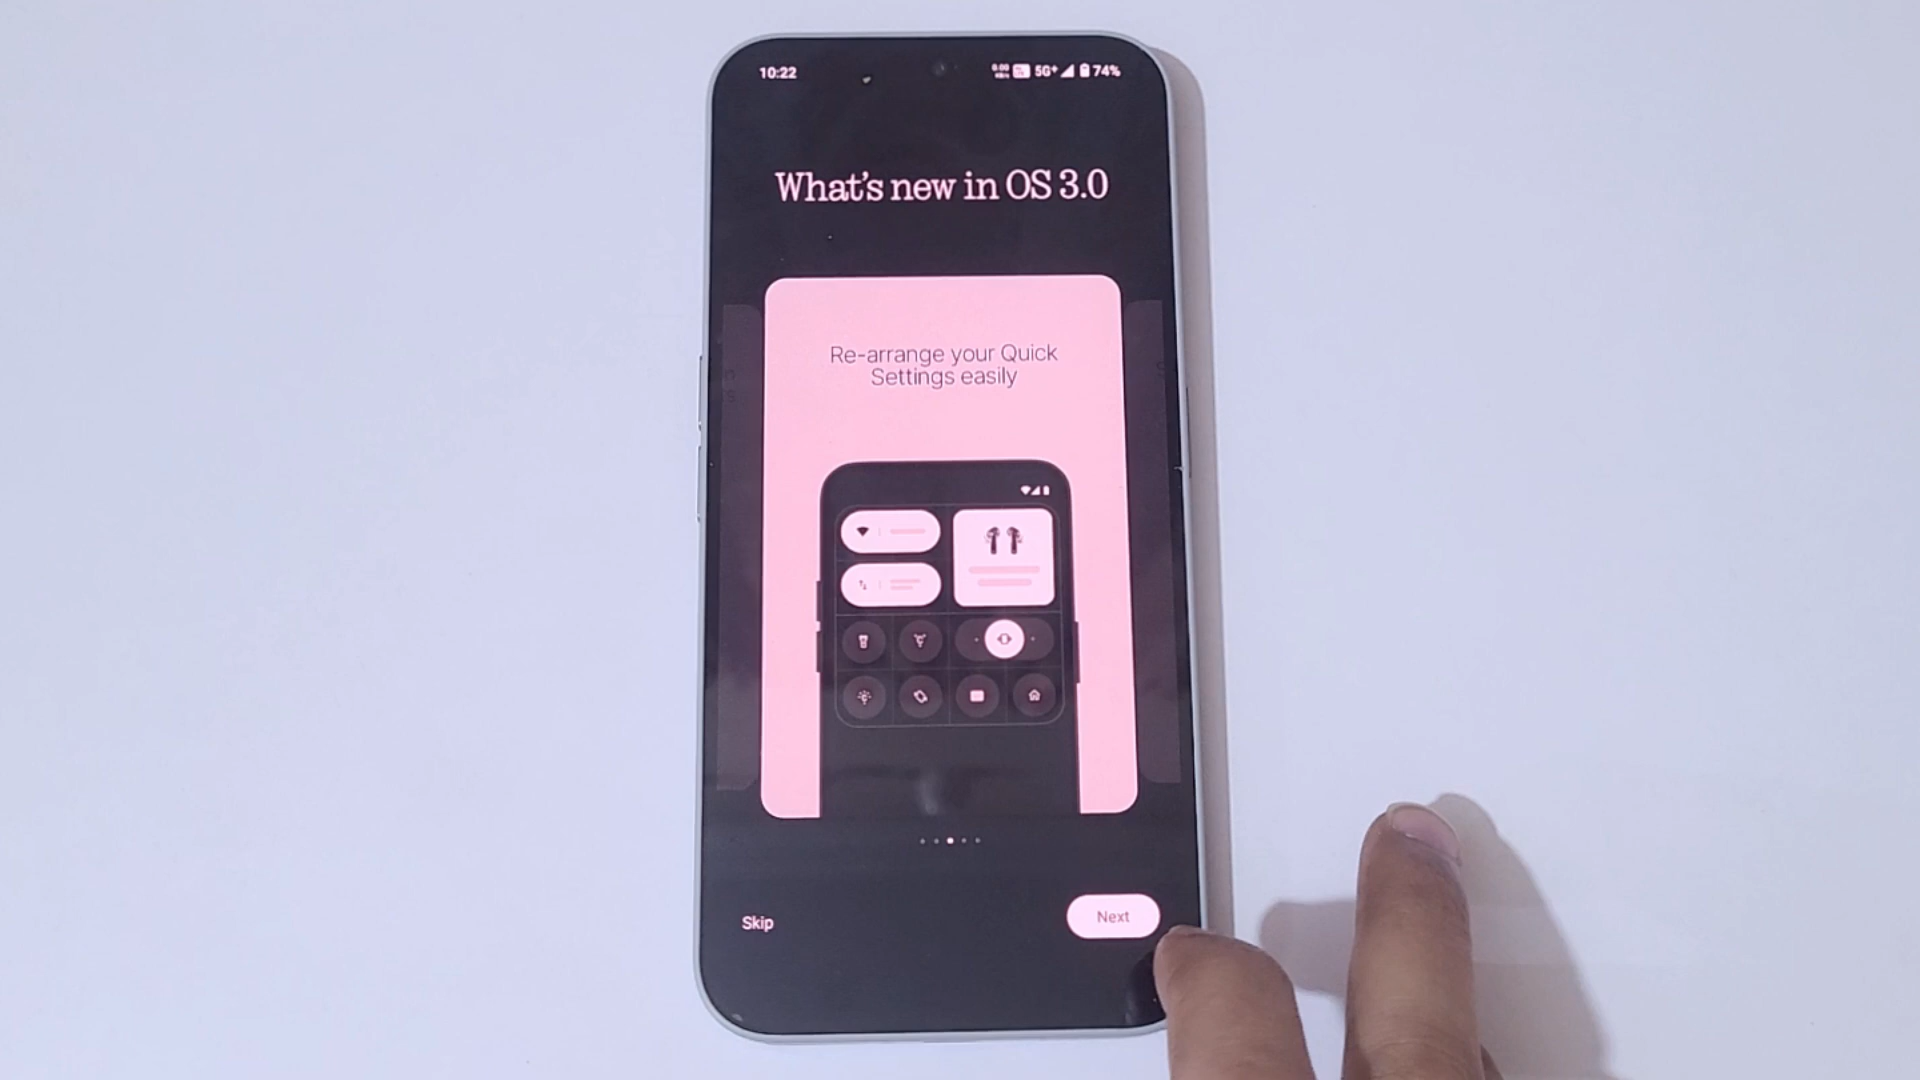 10:22
5G+ 74%
What's new in OS 3.0
Re-arrange your Quick
Settings easily
Skip
Next